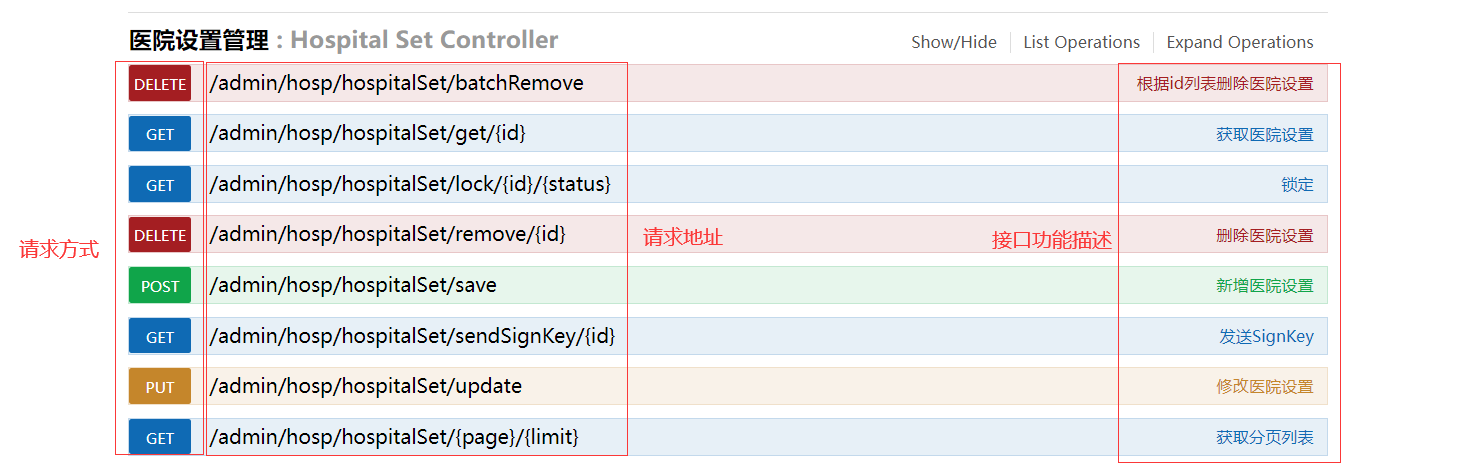 医院设置管理 : Hospital Set Controller Show/Hide List Operations Expand Operations
DELETE /admin/hosp/hospitalSet/batchRemove 根据id列表删除医院设置
GET /admin/hosp/hospitalSet/get/{id} 获取医院设置
GET /admin/hosp/hospitalSet/lock/{id}/{status} 锁定
DELETE /admin/hosp/hospitalSet/remove/{id} 删除医院设置
请求方式 请求地址 接口功能描述
POST /admin/hosp/hospitalSet/save 新增医院设置
GET /admin/hosp/hospitalSet/sendSignKey/{id} 发送SignKey
PUT /admin/hosp/hospitalSet/update 修改医院设置
GET /admin/hosp/hospitalSet/{page}/{limit} 获取分页列表